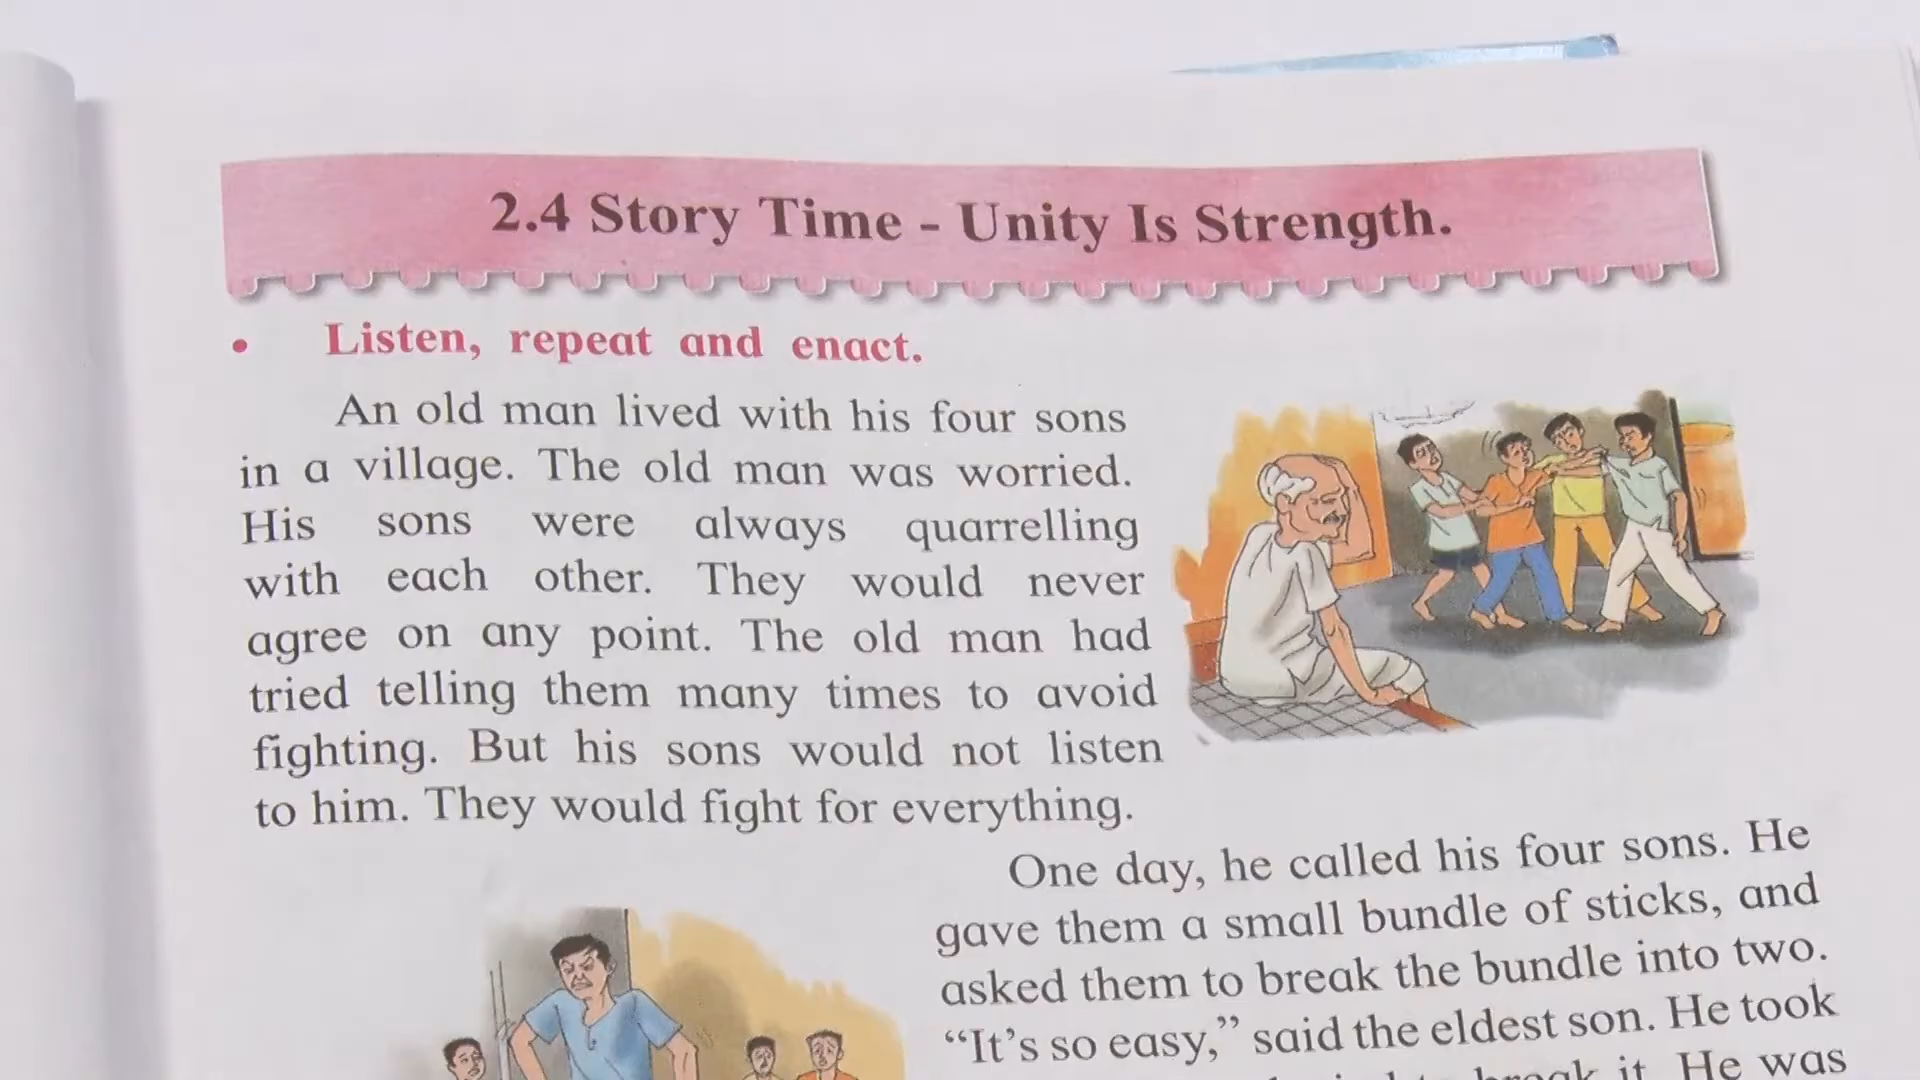 2.4 Story Time - Unity Is Strength.
• Listen, repeat and enact.
An old man lived with his four sons
in a village. The old man was worried.
His sons were always quarrelling
with each other. They would never
agree on any point. The old man had
tried telling them many times to avoid
fighting. But his sons would not listen
to him. They would fight for everything.
One day, he called his four sons. He
gave them a small bundle of sticks, and
asked them to break the bundle into two.
“It’s so easy,” said the eldest son. He took
to break it. He was